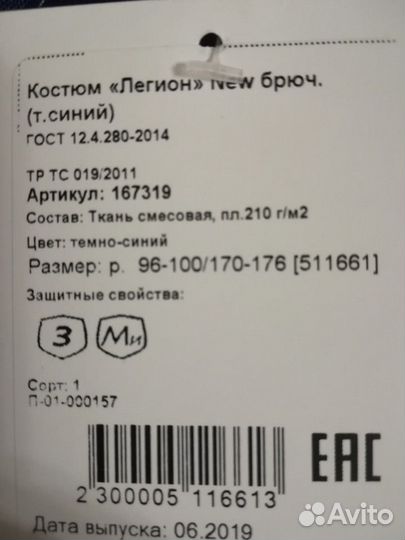 Костюм «Легион» New брюч.
(т.синий)
ГОСТ 12.4.280-2014
ТР ТС 019/2011
Артикул: 167319
Состав: Ткань смесовая, пл.210 г/м2
Цвет: темно-синий
Размер: р. 96-100/170-176 [511661]
Защитные свойства:
З Ми
Сорт: 1
П-01-000157
EAC
2 300005 116613
Дата выпуска: 06.2019
Avito